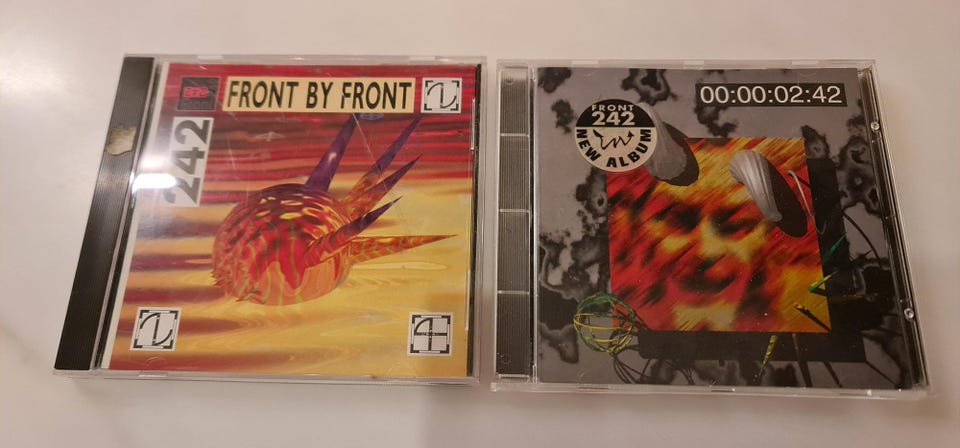 FRONT BY FRONT
242
00:00:02:42
FRONT
242
NEW ALBUM